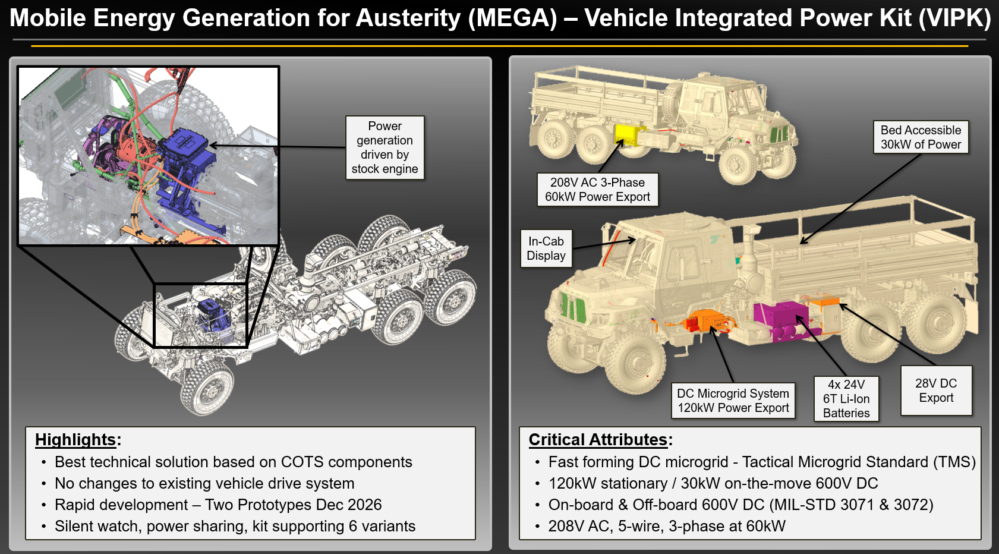 Mobile Energy Generation for Austerity (MEGA) – Vehicle Integrated Power Kit (VIPK)
Power
generation
driven by
stock engine
Highlights:
• Best technical solution based on COTS components
• No changes to existing vehicle drive system
• Rapid development – Two Prototypes Dec 2026
• Silent watch, power sharing, kit supporting 6 variants
Bed Accessible
30kW of Power
208V AC 3-Phase
60kW Power Export
In-Cab
Display
DC Microgrid System
120kW Power Export
4x 24V
6T Li-Ion
Batteries
28V DC
Export
Critical Attributes:
• Fast forming DC microgrid - Tactical Microgrid Standard (TMS)
• 120kW stationary / 30kW on-the-move 600V DC
• On-board & Off-board 600V DC (MIL-STD 3071 & 3072)
• 208V AC, 5-wire, 3-phase at 60kW